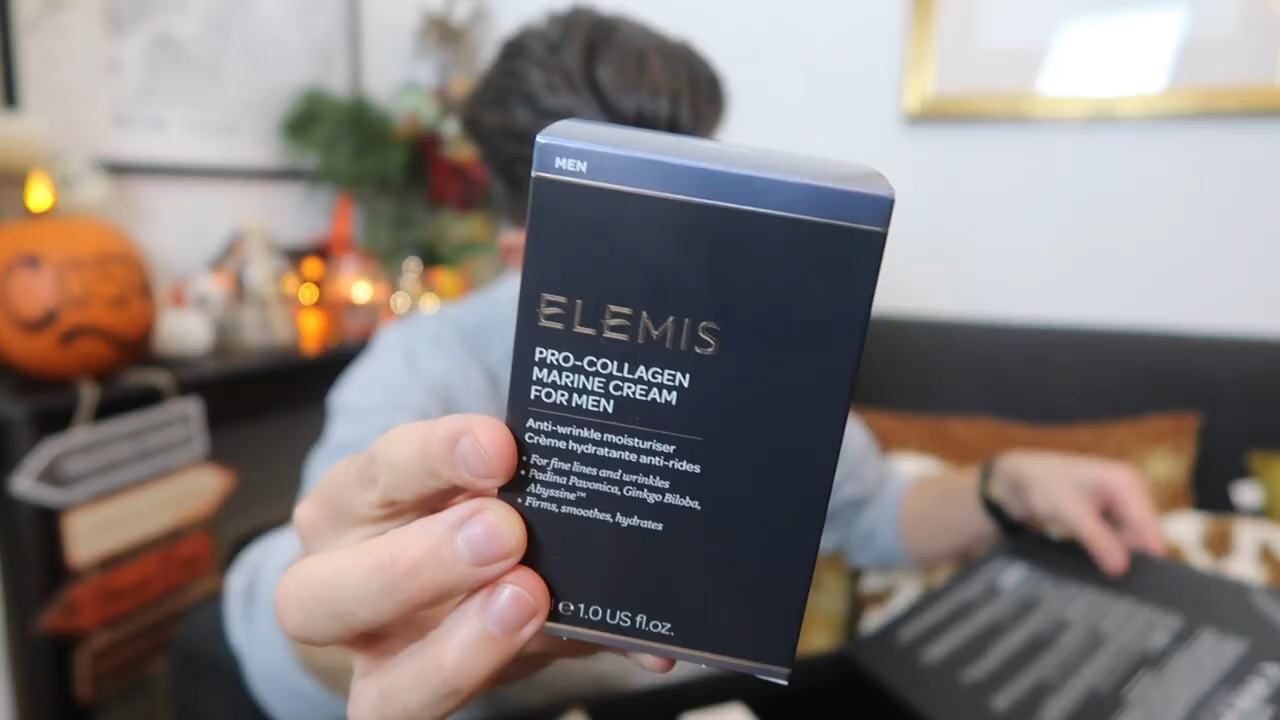 MEN
ELEMIS
PRO-COLLAGEN
MARINE CREAM
FOR MEN
Anti-wrinkle moisturiser
Crème hydratante anti-rides
• For fine lines and wrinkles
• Padina Pavonica, Ginkgo Biloba,
Abyssine™
• Firms, smoothes, hydrates
℮ 1.0 US fl.oz.